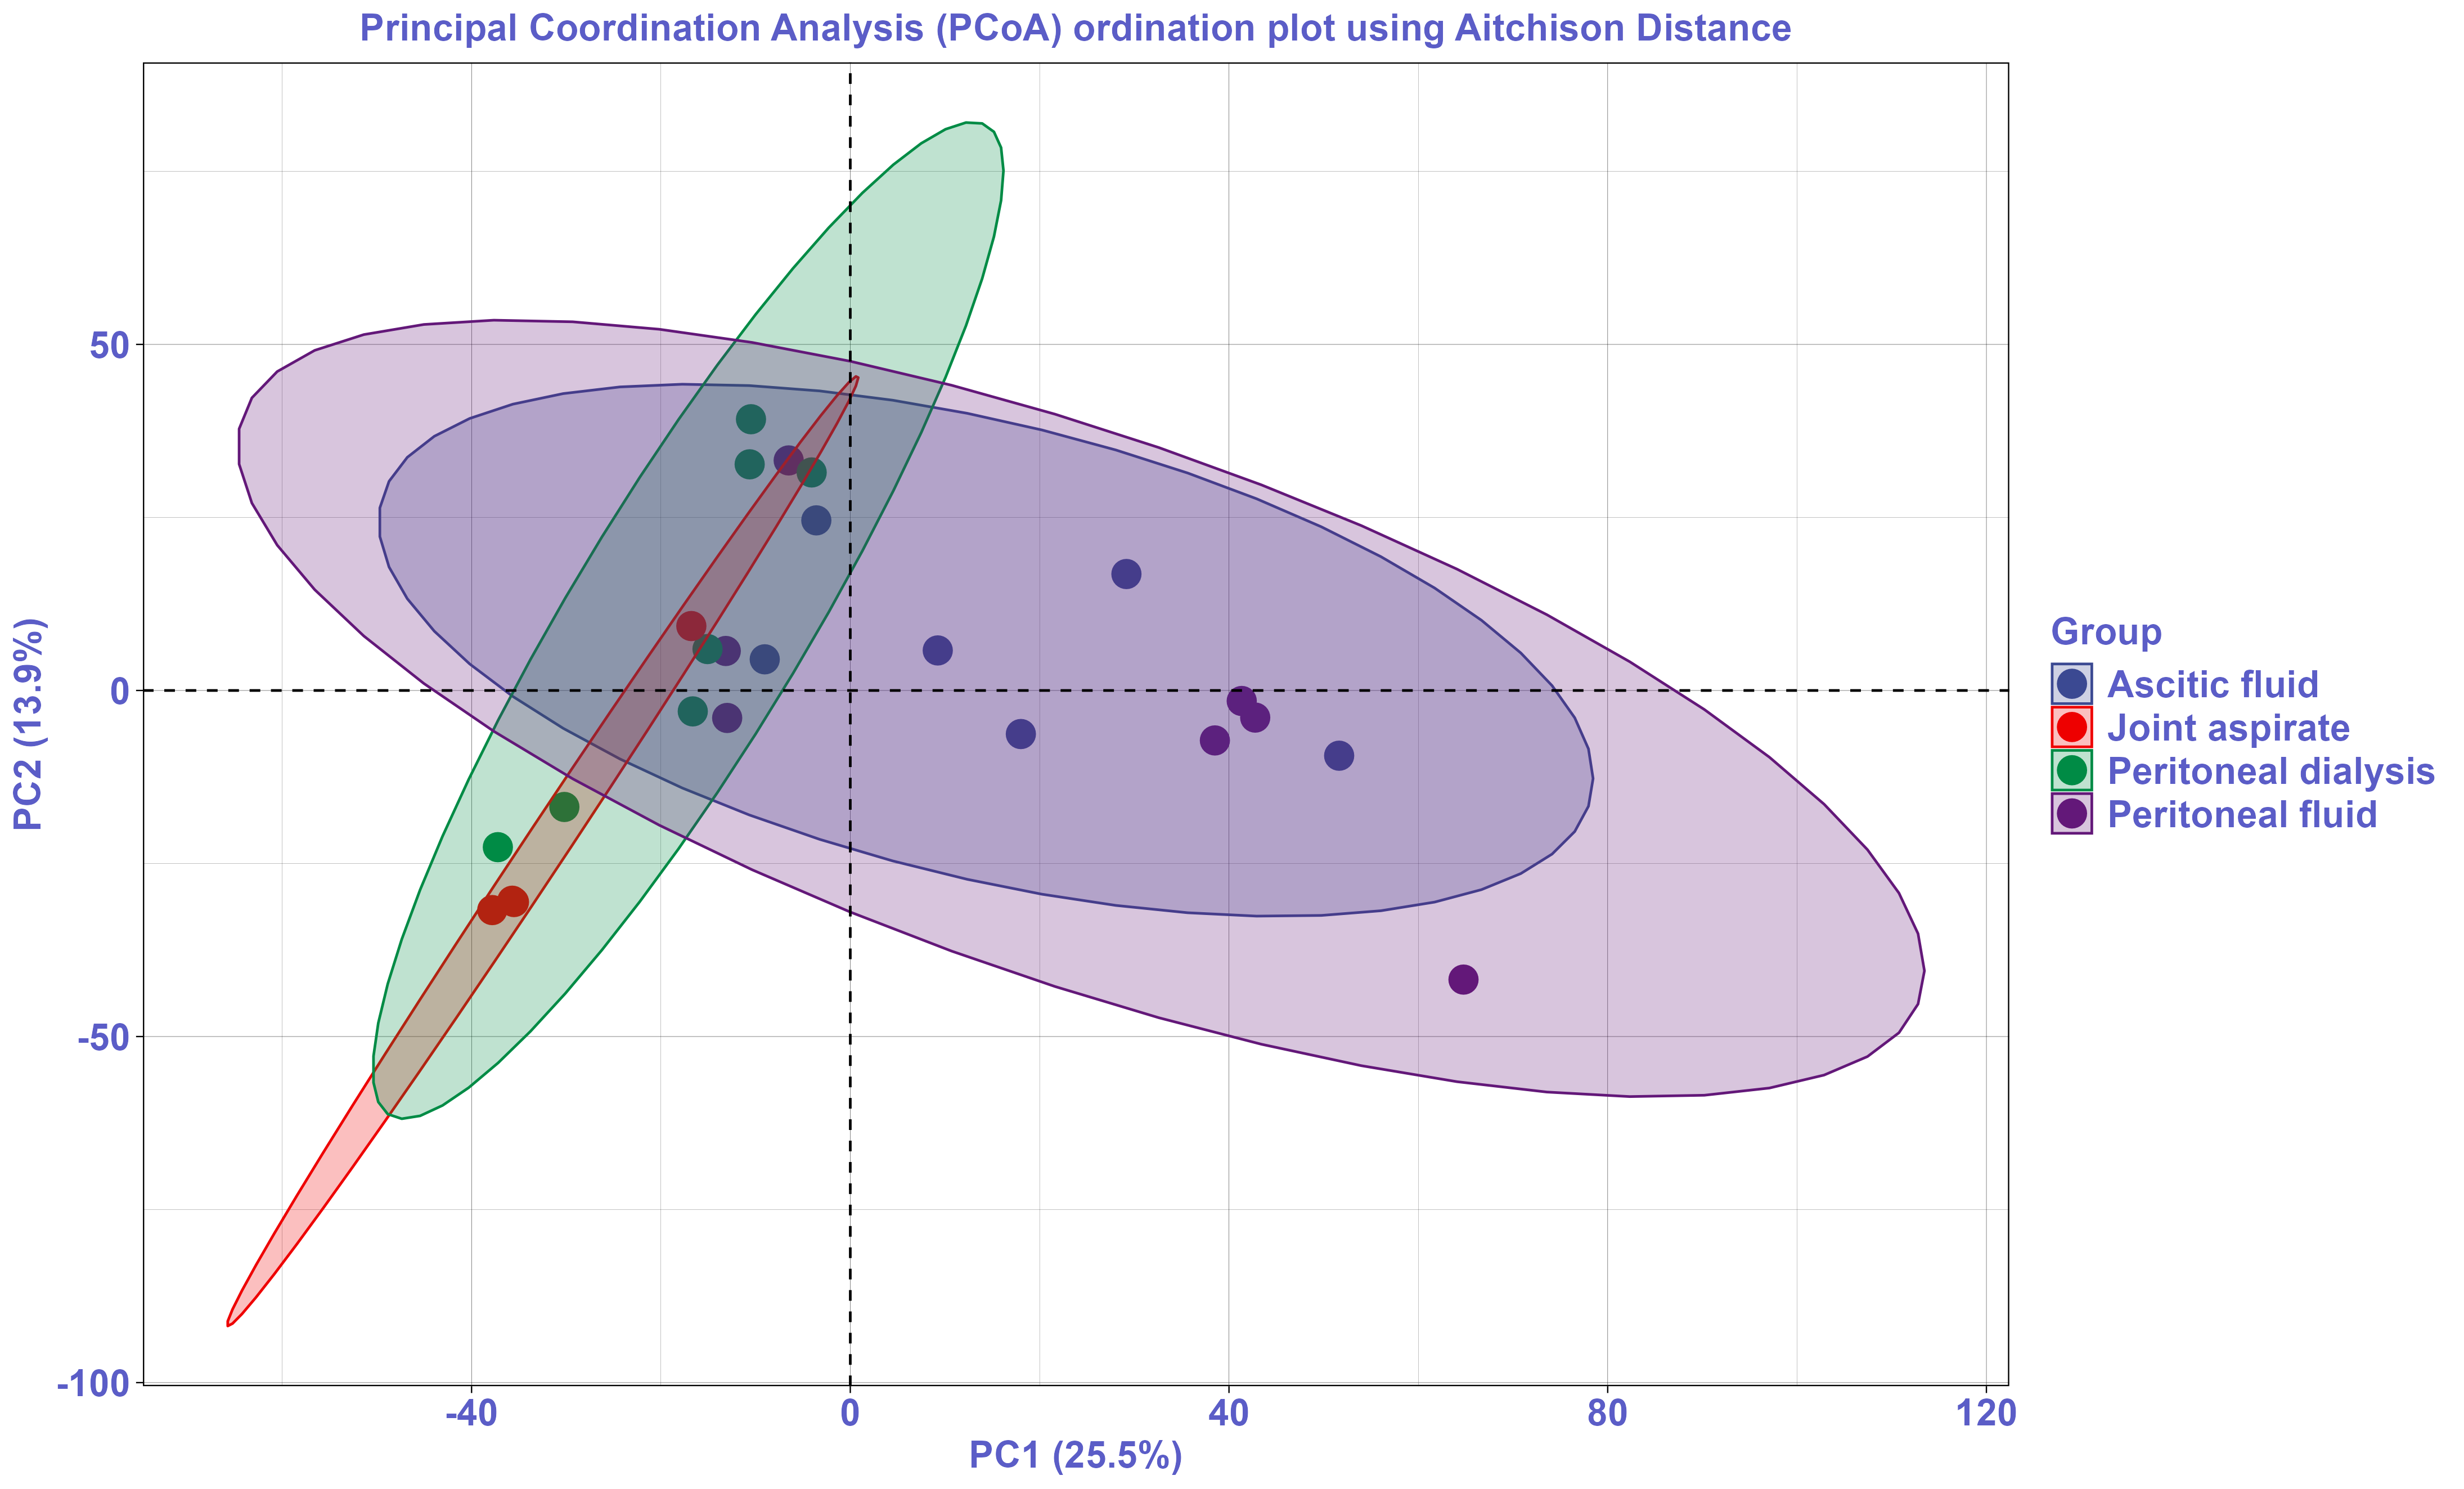 Principal Coordination Analysis (PCoA) ordination plot using Aitchison Distance
PC2 (13.9%)
50
0
-50
-100
-40
0
40
80
120
PC1 (25.5%)
Group
Ascitic fluid
Joint aspirate
Peritoneal dialysis
Peritoneal fluid